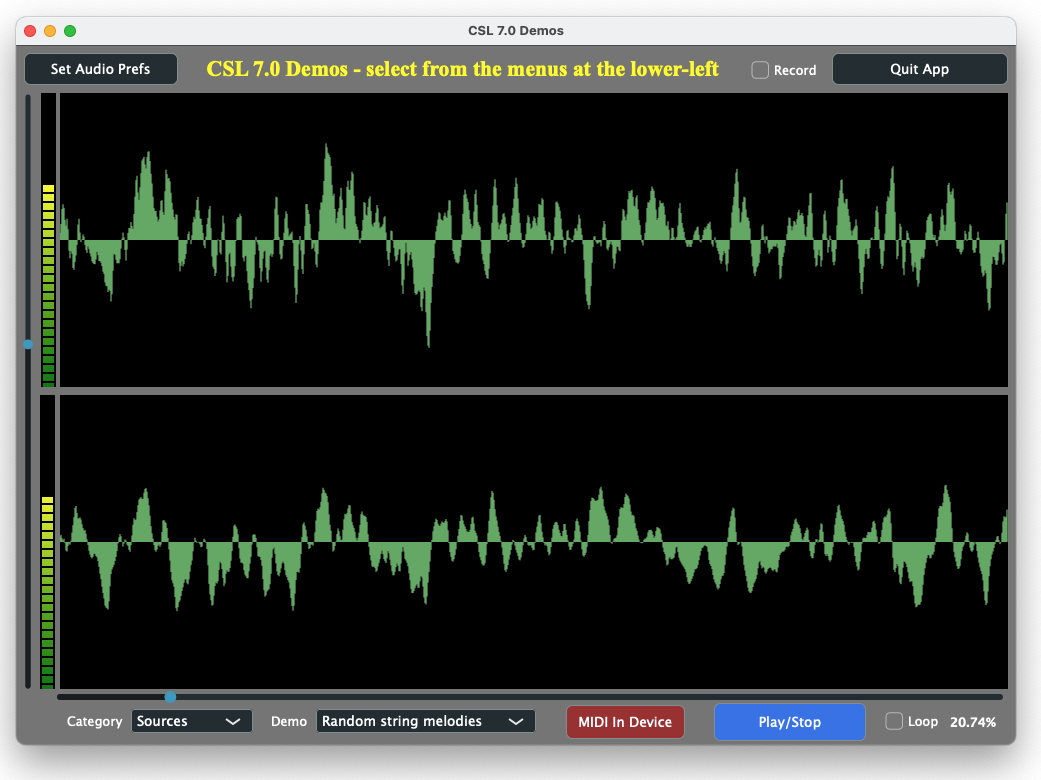 CSL 7.0 Demos
Set Audio Prefs
CSL 7.0 Demos - select from the menus at the lower-left
Record
Quit App
Category
Sources
Demo
Random string melodies
MIDI In Device
Play/Stop
Loop
20.74%